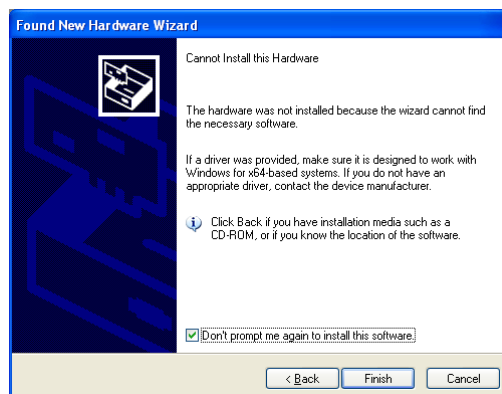 Found New Hardware Wizard
Cannot Install this Hardware
The hardware was not installed because the wizard cannot find
the necessary software.
If a driver was provided, make sure it is designed to work with
Windows for x64-based systems. If you do not have an
appropriate driver, contact the device manufacturer.
Click Back if you have installation media such as a
CD-ROM, or if you know the location of the software.
Don't prompt me again to install this software.
< Back
Finish
Cancel